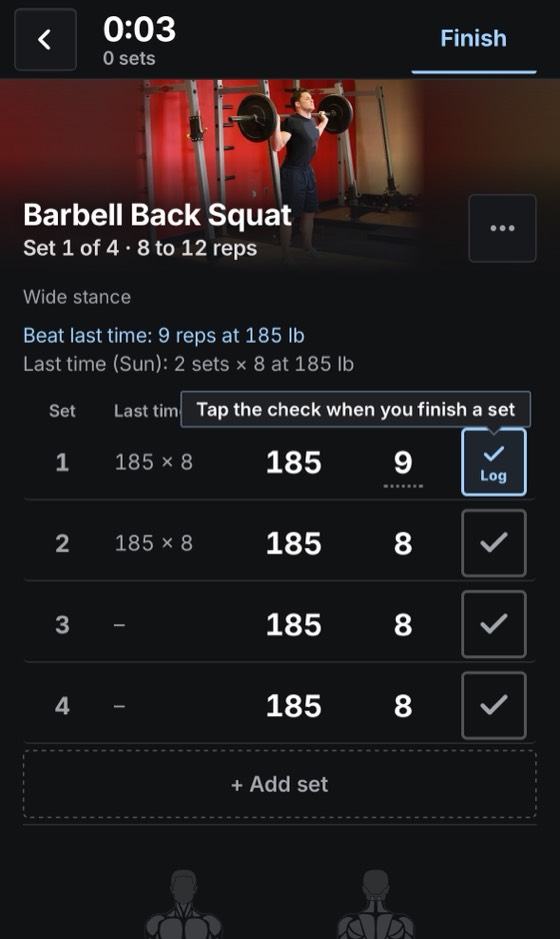 0:03
0 sets
Finish
Barbell Back Squat
Set 1 of 4 · 8 to 12 reps
Wide stance
Beat last time: 9 reps at 185 lb
Last time (Sun): 2 sets × 8 at 185 lb
Set Last tim
Tap the check when you finish a set
1 185 × 8 185 9 Log
2 185 × 8 185 8
3 – 185 8
4 – 185 8
+ Add set